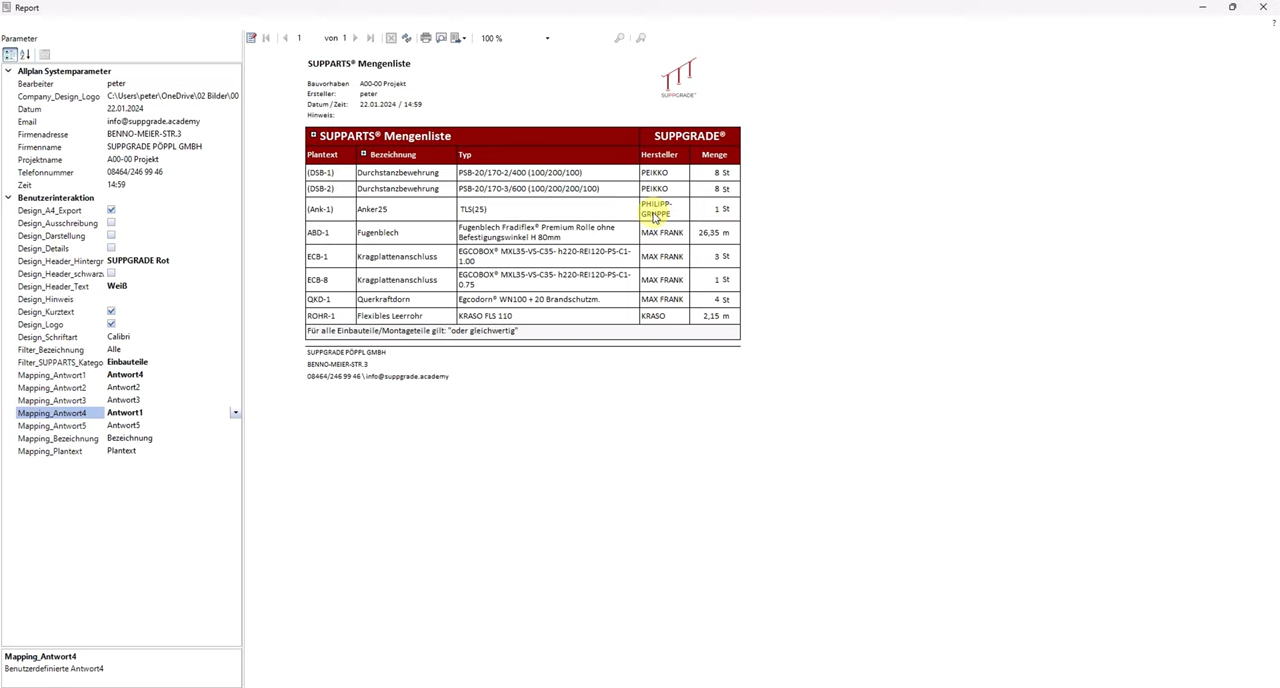 Report
?
Parameter
1 von 1 100 %
Allplan Systemparameter
Bearbeiter peter
Company_Design_Logo C:\Users\peter\OneDrive\02 Bilder\00
Datum 22.01.2024
Email info@suppgrade.academy
Firmenadresse BENNO-MEIER-STR.3
Firmenname SUPPGRADE PÖPPL GMBH
Projektname A00-00 Projekt
Telefonnummer 08464/246 99 46
Zeit 14:59
Benutzerinteraktion
Design_A4_Export
Design_Ausschreibung
Design_Darstellung
Design_Details
Design_Header_Hintergr SUPPGRADE Rot
Design_Header_schwarz
Design_Header_Text Weiß
Design_Hinweis
Design_Kurztext
Design_Logo
Design_Schriftart Calibri
Filter_Bezeichnung Alle
Filter_SUPPARTS_Katego Einbauteile
Mapping_Antwort1 Antwort4
Mapping_Antwort2 Antwort2
Mapping_Antwort3 Antwort3
Mapping_Antwort4 Antwort1
Mapping_Antwort5 Antwort5
Mapping_Bezeichnung Bezeichnung
Mapping_Plantext Plantext
Mapping_Antwort4
Benutzerdefinierte Antwort4
SUPPARTS® Mengenliste
Bauvorhaben A00-00 Projekt
Ersteller: peter
Datum/Zeit: 22.01.2024 / 14:59
Hinweis:
SUPPGRADE®
SUPPARTS® Mengenliste SUPPGRADE®
Plantext Bezeichnung Typ Hersteller Menge
(DSB-1) Durchstanzbewehrung PSB-20/170-2/400 (100/200/100) PEIKKO 8 St
(DSB-2) Durchstanzbewehrung PSB-20/170-3/600 (100/200/200/100) PEIKKO 8 St
(Ank-1) Anker25 TLS(25) PHILIPP-
GRUPPE 1 St
ABD-1 Fugenblech Fugenblech Fradiflex® Premium Rolle ohne
Befestigungswinkel H 80mm MAX FRANK 26,35 m
ECB-1 Kragplattenanschluss EGCOBOX® MXL35-VS-C35- h220-REI120-PS-C1-
1.00 MAX FRANK 3 St
ECB-8 Kragplattenanschluss EGCOBOX® MXL35-VS-C35- h220-REI120-PS-C1-
0.75 MAX FRANK 1 St
QKD-1 Querkraftdorn Egcodorn® WN100 + 20 Brandschutzm. MAX FRANK 4 St
ROHR-1 Flexibles Leerrohr KRASO FLS 110 KRASO 2,15 m
Für alle Einbauteile/Montageteile gilt: "oder gleichwertig"
SUPPGRADE PÖPPL GMBH
BENNO-MEIER-STR.3
08464/246 99 46 \ info@suppgrade.academy